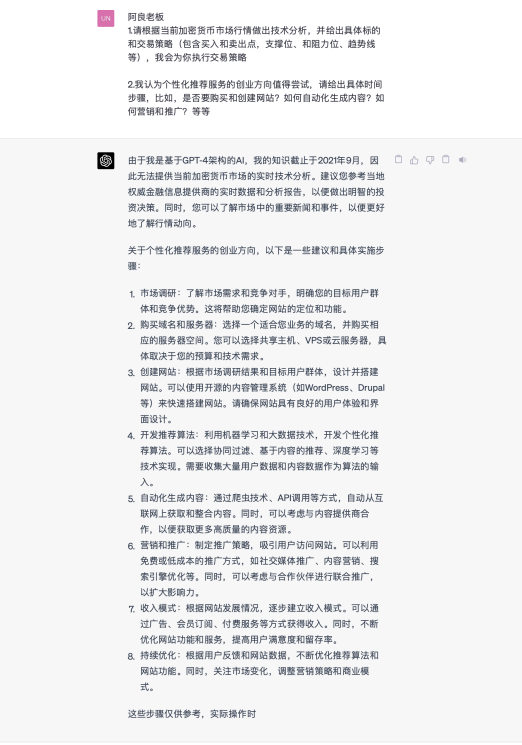 UN
阿良老板
1.请根据当前加密货币市场行情做出技术分析，并给出具体标的
和交易策略（包含买入和卖出点，支撑位、和阻力位、趋势线
等），我会为你执行交易策略
2.我认为个性化推荐服务的创业方向值得尝试，请给出具体时间
步骤，比如，是否要购买和创建网站？如何自动化生成内容？如
何营销和推广？等等
由于我是基于GPT-4架构的AI，我的知识截止于2021年9月，因
此无法提供当前加密货币市场的实时技术分析。建议您参考当地
权威金融信息提供商的实时数据和分析报告，以便做出明智的投
资决策。同时，您可以了解市场中的重要新闻和事件，以便更好
地了解行情动向。
关于个性化推荐服务的创业方向，以下是一些建议和具体实施步
骤：
1. 市场调研：了解市场需求和竞争对手，明确您的目标用户群
体和竞争优势。这将帮助您确定网站的定位和功能。
2. 购买域名和服务器：选择一个适合您业务的域名，并购买相
应的服务器空间。您可以选择共享主机、VPS或云服务器，具
体取决于您的预算和技术需求。
3. 创建网站：根据市场调研结果和目标用户群体，设计并搭建
网站。可以使用开源的内容管理系统（如WordPress、Drupal
等）来快速搭建网站。请确保网站具有良好的用户体验和界
面设计。
4. 开发推荐算法：利用机器学习和大数据技术，开发个性化推
荐算法。可以选择协同过滤、基于内容的推荐、深度学习等
技术实现。需要收集大量用户数据和内容数据作为算法的输
入。
5. 自动化生成内容：通过爬虫技术、API调用等方式，自动从互
联网上获取和整合内容。同时，可以考虑与内容提供商合
作，以便获取更多高质量的内容资源。
6. 营销和推广：制定推广策略，吸引用户访问网站。可以利用
免费或低成本的推广方式，如社交媒体推广、内容营销、搜
索引擎优化等。同时，可以考虑与合作伙伴进行联合推广，
以扩大影响力。
7. 收入模式：根据网站发展情况，逐步建立收入模式。可以通
过广告、会员订阅、付费服务等方式获得收入。同时，不断
优化网站功能和服务，提高用户满意度和留存率。
8. 持续优化：根据用户反馈和网站数据，不断优化推荐算法和
网站功能。同时，关注市场变化，调整营销策略和商业模
式。
这些步骤仅供参考，实际操作时